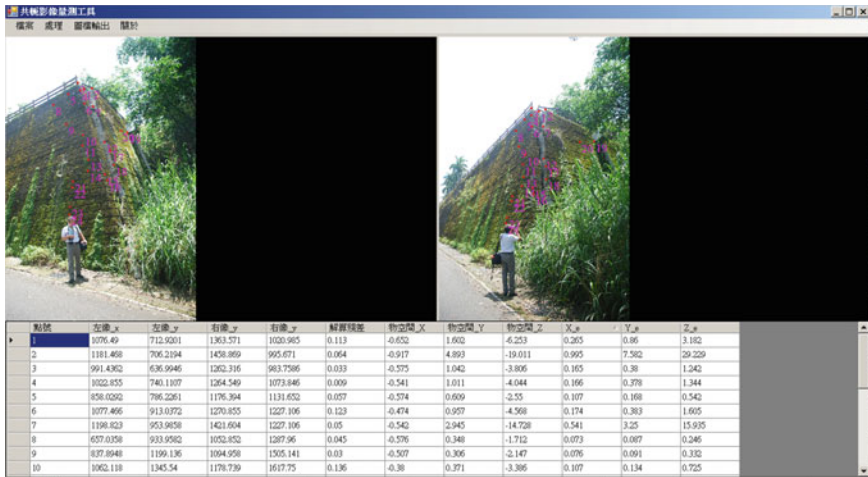 共軛影像量測工具
檔案 處理 圖檔輸出 關於
點號 左像_x 左像_y 右像_y 右像_y 解算殘差 物空間_X 物空間_Y 物空間_Z X_e Y_e Z_e
1 1076.49 712.9201 1363.571 1020.985 0.113 -0.652 1.602 -6.253 0.265 0.86 3.182
2 1181.468 706.2194 1458.869 995.671 0.064 -0.917 4.893 -19.011 0.995 7.582 29.229
3 991.4362 636.9946 1262.316 983.7586 0.033 -0.575 1.042 -3.806 0.165 0.38 1.242
4 1022.855 740.1107 1264.549 1073.846 0.009 -0.541 1.011 -4.044 0.166 0.378 1.344
5 858.0292 786.2261 1176.394 1131.652 0.057 -0.574 0.609 -2.55 0.107 0.168 0.542
6 1077.466 913.0372 1270.855 1227.106 0.123 -0.474 0.957 -4.568 0.174 0.383 1.605
7 1198.823 953.9858 1421.604 1227.106 0.05 -0.542 2.945 -14.728 0.541 3.25 15.935
8 657.0358 933.9582 1052.852 1287.96 0.045 -0.576 0.348 -1.712 0.073 0.087 0.246
9 837.8948 1199.136 1094.958 1505.141 0.03 -0.507 0.306 -2.147 0.076 0.091 0.332
10 1062.118 1345.54 1178.739 1617.75 0.136 -0.38 0.371 -3.386 0.107 0.134 0.725